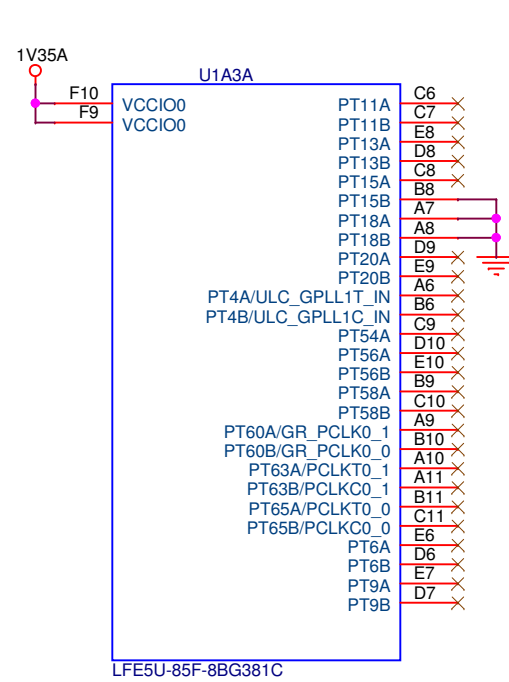 1V35A
U1A3A
F10 VCCIO0
F9 VCCIO0
PT11A C6
PT11B C7
PT13A E8
PT13B D8
PT15A C8
PT15B B8
PT18A A7
PT18B A8
PT20A D9
PT20B E9
PT4A/ULC_GPLL1T_IN A6
PT4B/ULC_GPLL1C_IN B6
PT54A C9
PT56A D10
PT56B E10
PT58A B9
PT58B C10
PT60A/GR_PCLK0_1 A9
PT60B/GR_PCLK0_0 B10
PT63A/PCLKT0_1 A10
PT63B/PCLKC0_1 A11
PT65A/PCLKT0_0 B11
PT65B/PCLKC0_0 C11
PT6A E6
PT6B D6
PT9A E7
PT9B D7
LFE5U-85F-8BG381C